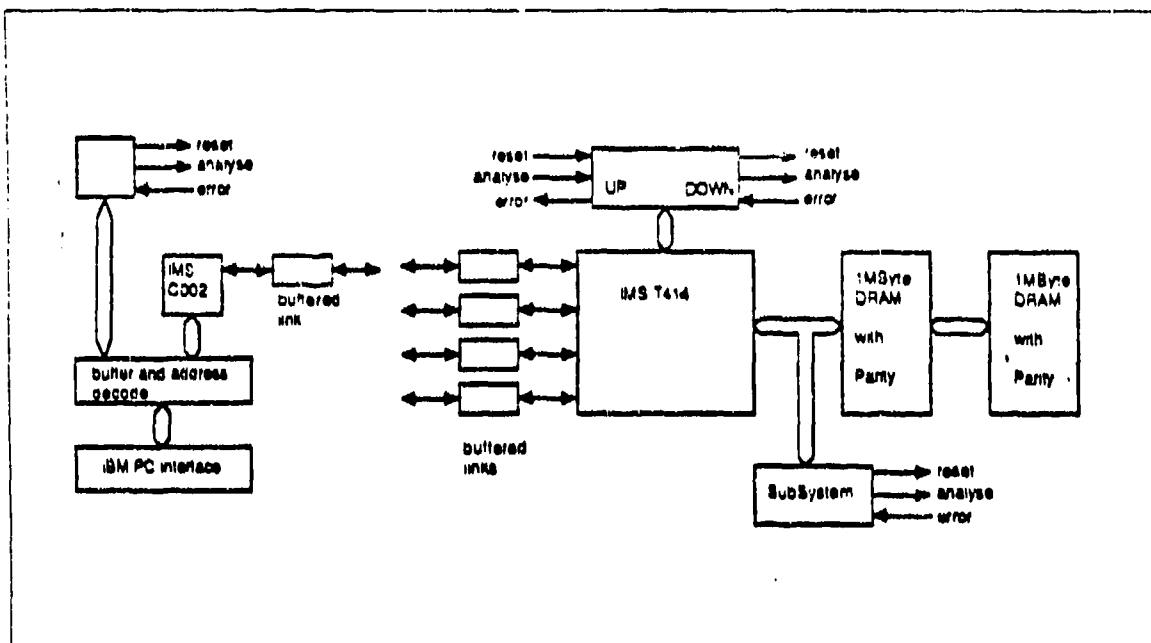 reset
analyse
error
IMS
C002
buffered
link
buffer and address
decode
IBM PC interface
reset
analyse
error
UP
DOWN
reset
analyse
error
IMS T414
buffered
links
1MByte
DRAM
with
Parity
1MByte
DRAM
with
Parity
SubSystem
reset
analyse
error